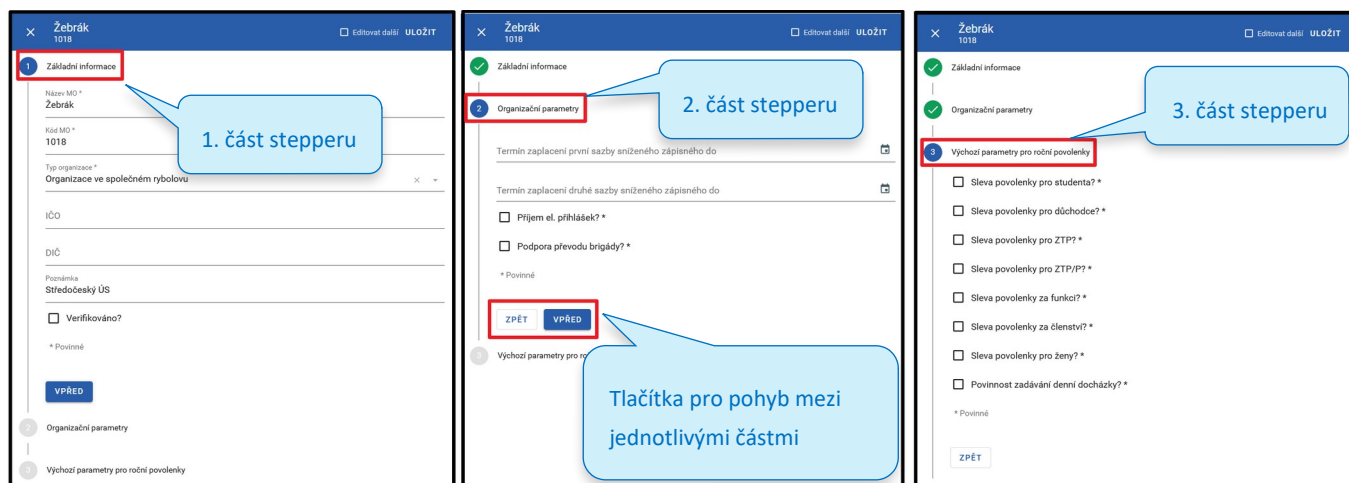 Žebrák
1018
Editovat další ULOŽIT
1 Základní informace
Název MO *
Žebrák
Kód MO *
1018
Typ organizace *
Organizace ve společném rybolovu
IČO
DIČ
Poznámka
Středočeský ÚS
Verifikováno?
* Povinné
VPŘED
2 Organizační parametry
3 Výchozí parametry pro roční povolenky
1. část stepperu
Žebrák
1018
Editovat další ULOŽIT
Základní informace
2 Organizační parametry
2. část stepperu
Termín zaplacení první sazby sníženého zápisného do
Termín zaplacení druhé sazby sníženého zápisného do
Příjem el. přihlášek? *
Podpora převodu brigády? *
* Povinné
ZPĚT VPŘED
3 Výchozí parametry pro
Tlačítka pro pohyb mezi
jednotlivými částmi
Žebrák
1018
Editovat další ULOŽIT
Základní informace
Organizační parametry
3. část stepperu
3 Výchozí parametry pro roční povolenky
Sleva povolenky pro studenta? *
Sleva povolenky pro důchodce? *
Sleva povolenky pro ZTP? *
Sleva povolenky pro ZTP/P? *
Sleva povolenky za funkci? *
Sleva povolenky za členství? *
Sleva povolenky pro ženy? *
Povinnost zadávání denní docházky? *
* Povinné
ZPĚT